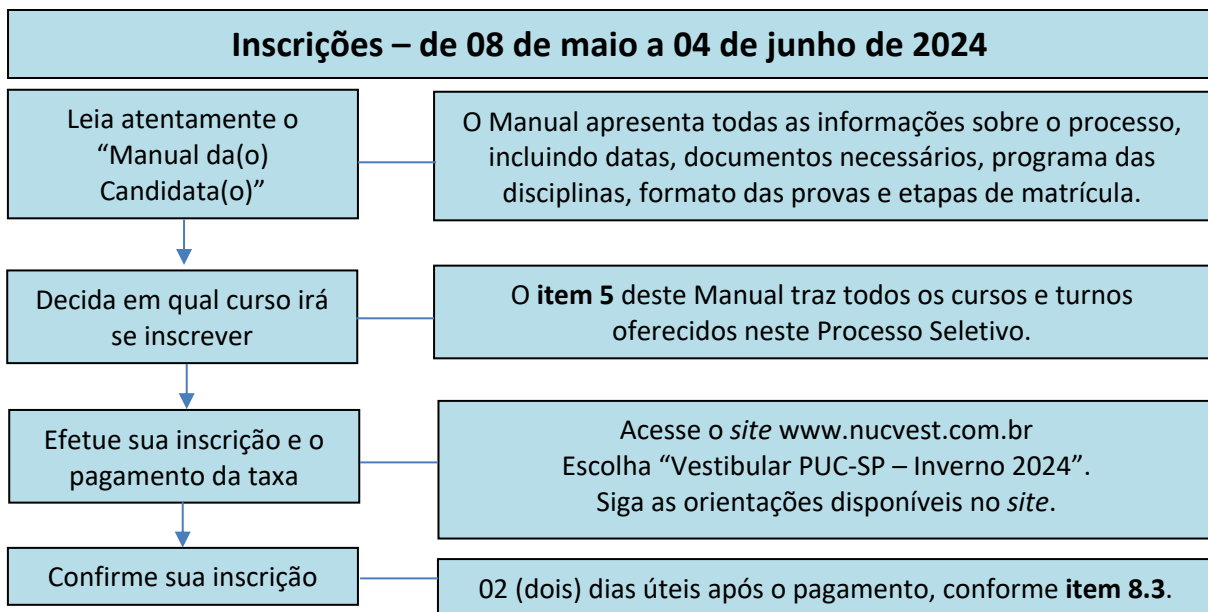 Inscrições – de 08 de maio a 04 de junho de 2024
Leia atentamente o
“Manual da(o)
Candidata(o)”
O Manual apresenta todas as informações sobre o processo,
incluindo datas, documentos necessários, programa das
disciplinas, formato das provas e etapas de matrícula.
Decida em qual curso irá
se inscrever
O item 5 deste Manual traz todos os cursos e turnos
oferecidos neste Processo Seletivo.
Efetue sua inscrição e o
pagamento da taxa
Acesse o site www.nucvest.com.br
Escolha “Vestibular PUC-SP – Inverno 2024”.
Siga as orientações disponíveis no site.
Confirme sua inscrição
02 (dois) dias úteis após o pagamento, conforme item 8.3.